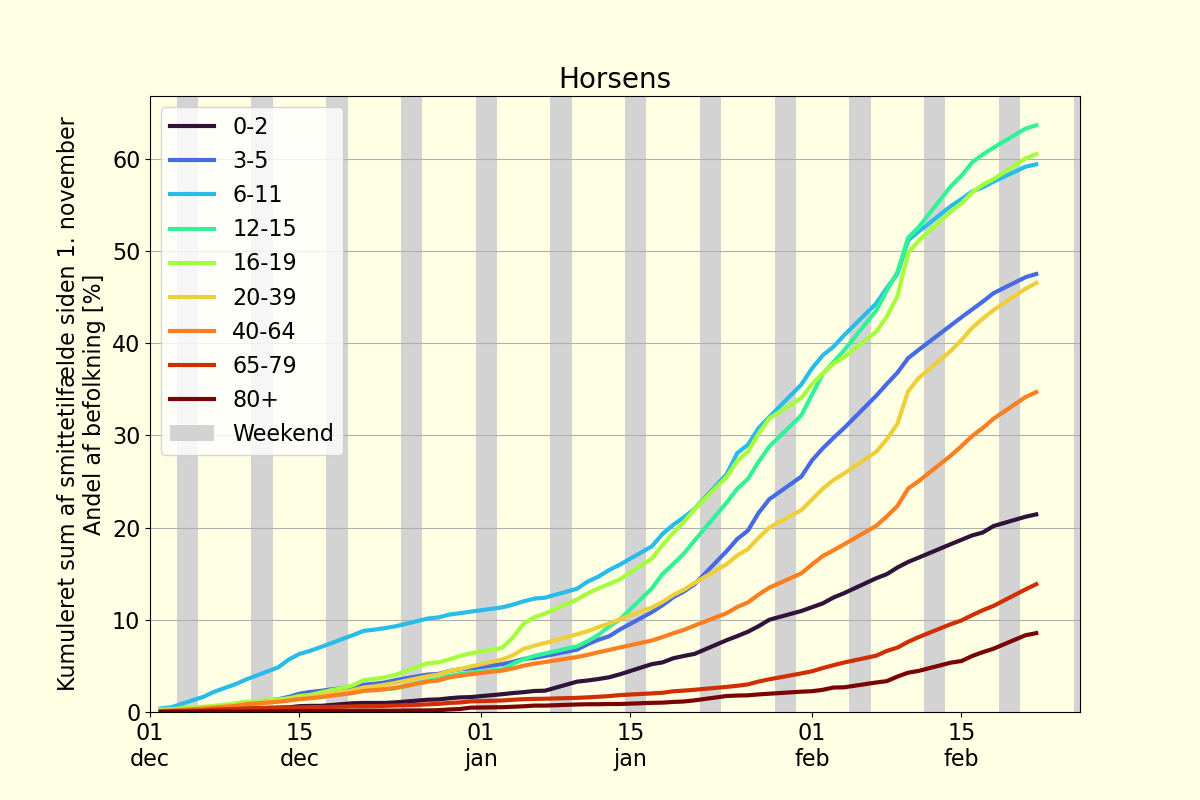 Horsens
Kumuleret sum af smittetilfælde siden 1. november
Andel af befolkning [%]
60
50
40
30
20
10
0
0-2
3-5
6-11
12-15
16-19
20-39
40-64
65-79
80+
Weekend
01 15 01 15 01 15
dec dec jan jan feb feb